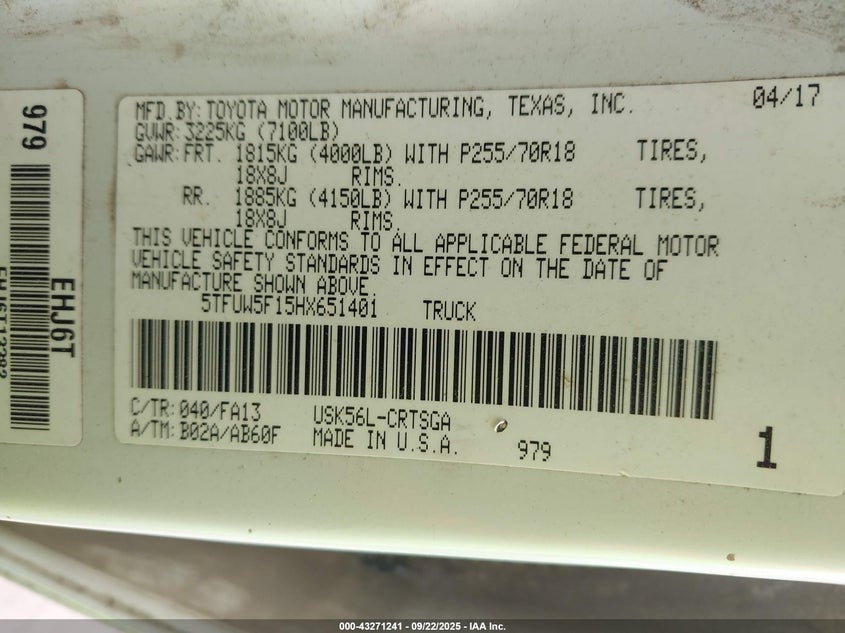 979
EHJ6T
MFD.BY: TOYOTA MOTOR MANUFACTURING, TEXAS, INC. 04/17
GVWR: 3225KG (7100LB)
GAWR: FRT. 1815KG (4000LB) WITH P255/70R18 TIRES,
18X8J RIMS.
RR. 1885KG (4150LB) WITH P255/70R18 TIRES,
18X8J RIMS.
THIS VEHICLE CONFORMS TO ALL APPLICABLE FEDERAL MOTOR
VEHICLE SAFETY STANDARDS IN EFFECT ON THE DATE OF
MANUFACTURE SHOWN ABOVE.
5TFUW5F15HX651401 TRUCK
C/TR: 040/FA13 USK56L-CRTSGA
A/TM: B02A/AB60F MADE IN U.S.A. 979 1
000-43271241 - 09/22/2025 - IAA Inc.